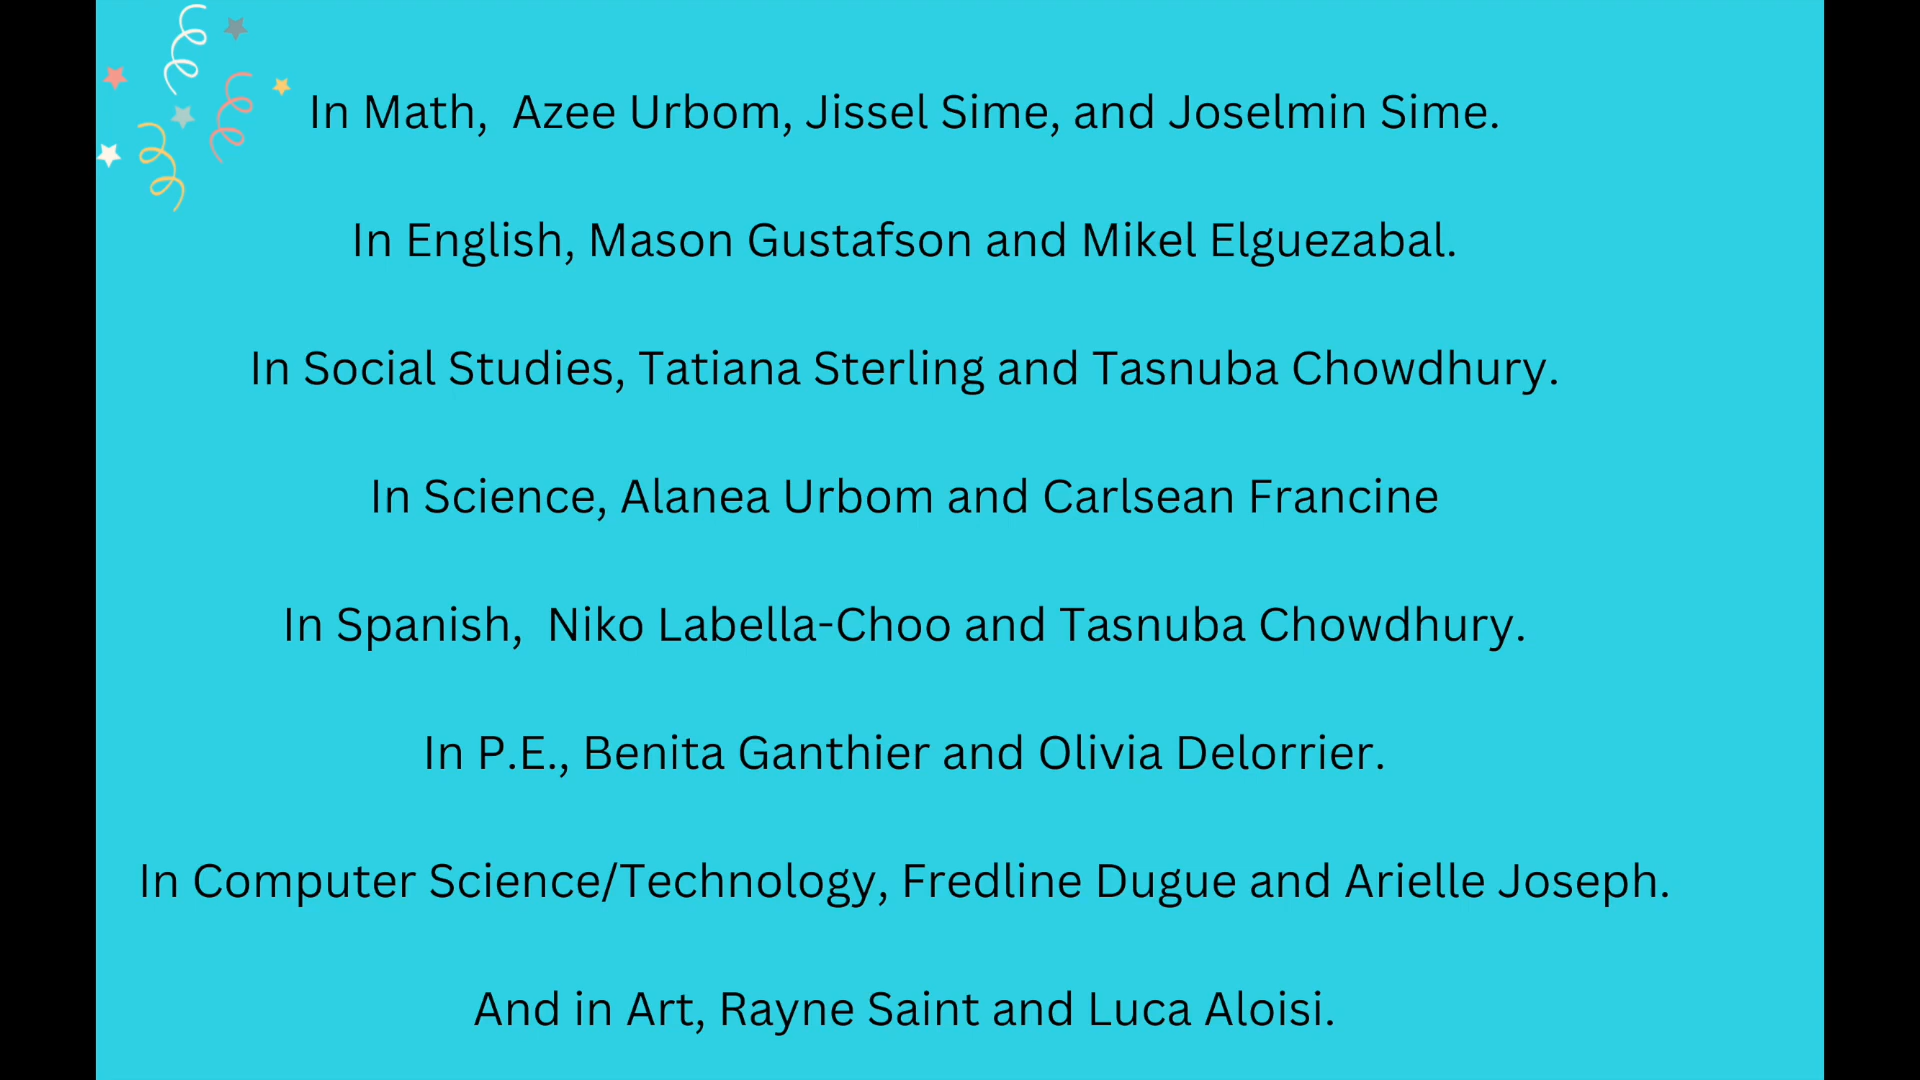 In Math,  Azee Urbom, Jissel Sime, and Joselmin Sime.
In English, Mason Gustafson and Mikel Elguezabal.
In Social Studies, Tatiana Sterling and Tasnuba Chowdhury.
In Science, Alanea Urbom and Carlsean Francine
In Spanish,  Niko Labella-Choo and Tasnuba Chowdhury.
In P.E., Benita Ganthier and Olivia Delorrier.
In Computer Science/Technology, Fredline Dugue and Arielle Joseph.
And in Art, Rayne Saint and Luca Aloisi.